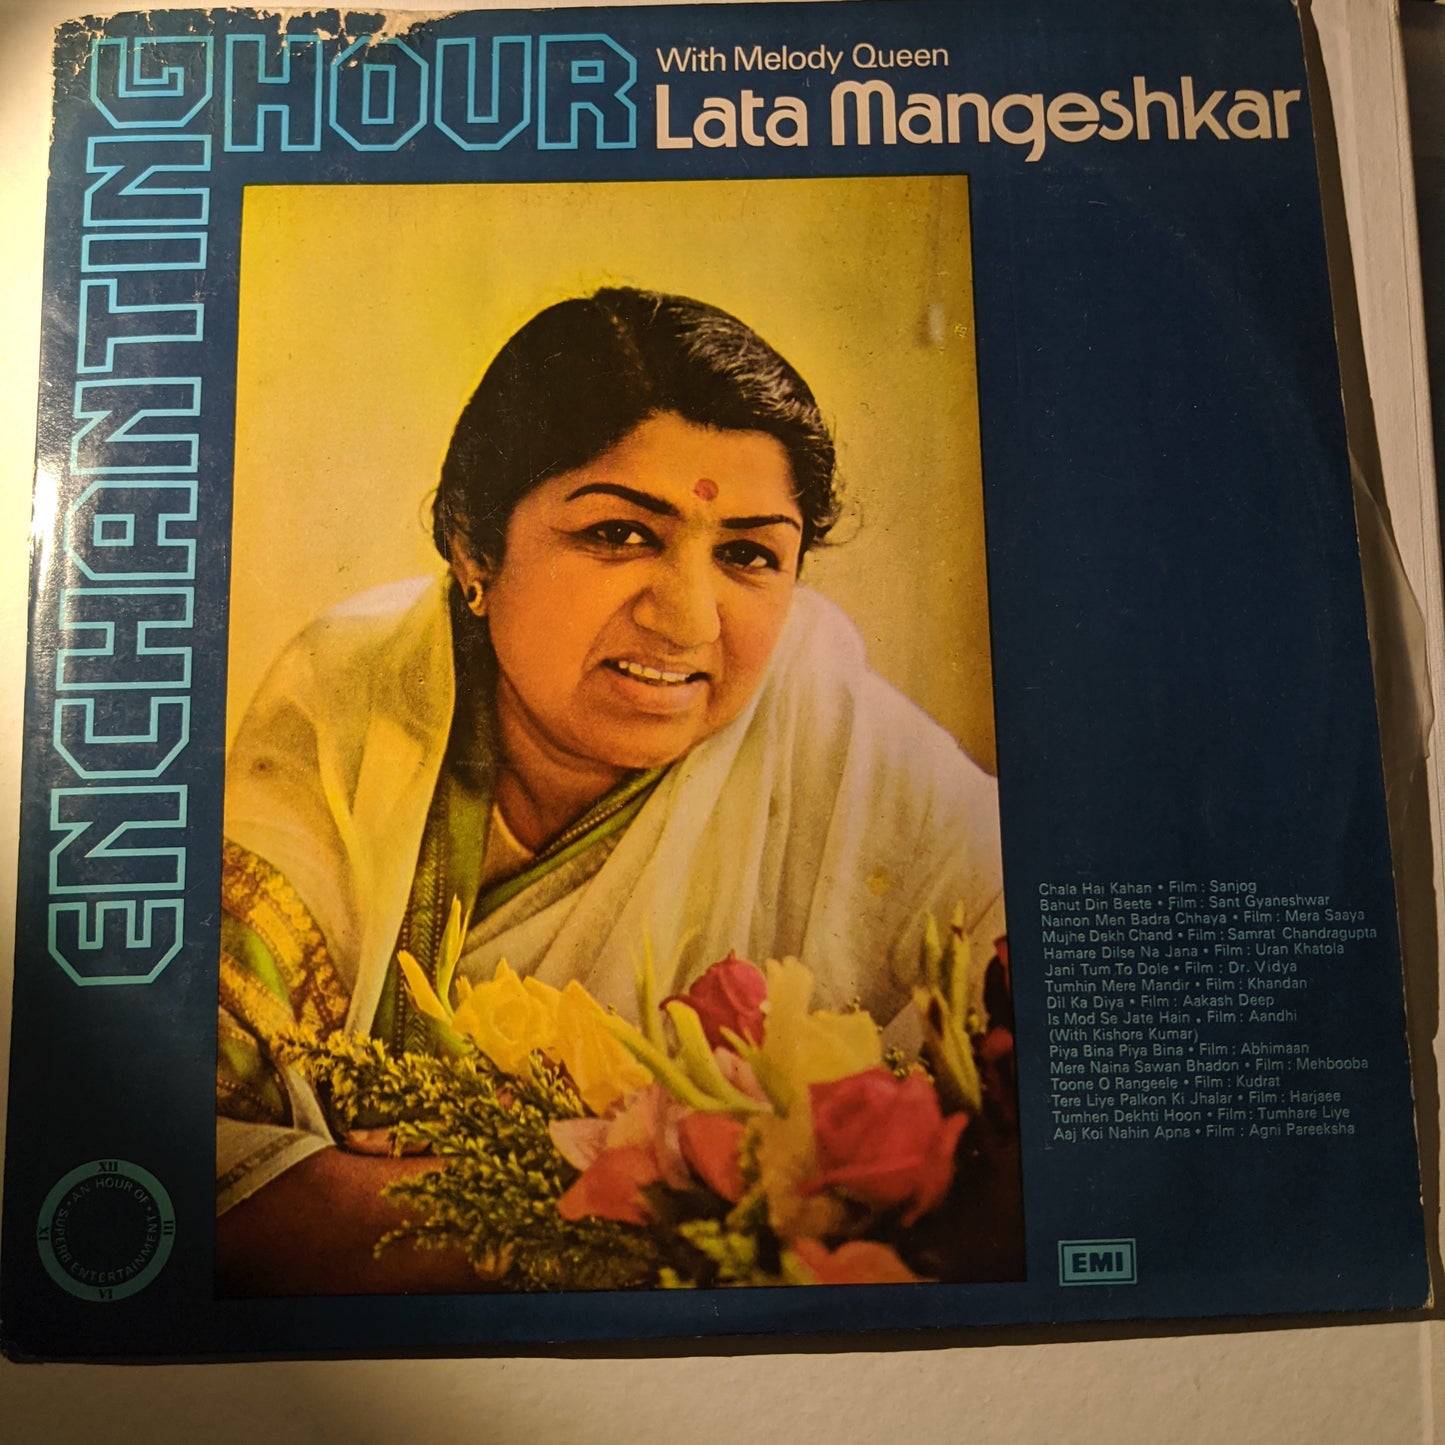 ENCHANTING
HOUR
With Melody Queen
Lata Mangeshkar
Chala Hai Kahan • Film : Sanjog
Bahut Din Beete • Film : Sant Gyaneshwar
Nainon Men Badra Chhaya • Film : Mera Saaya
Mujhe Dekh Chand • Film : Samrat Chandragupta
Hamare Dilse Na Jana • Film : Uran Khatola
Jani Tum To Dole • Film : Dr. Vidya
Tumhin Mere Mandir • Film : Khandan
Dil Ka Diya • Film : Aakash Deep
Is Mod Se Jate Hain • Film : Aandhi
(With Kishore Kumar)
Piya Bina Piya Bina • Film : Abhimaan
Mere Naina Sawan Bhadon • Film : Mehbooba
Toone O Rangeele • Film : Kudrat
Tere Liye Palkon Ki Jhalar • Film : Harjaee
Tumhen Dekhti Hoon • Film : Tumhare Liye
Aaj Koi Nahin Apna • Film : Agni Pareeksha
XII
III
VI
IX
• AN HOUR OF •
SUPERB ENTERTAINMENT
EMI